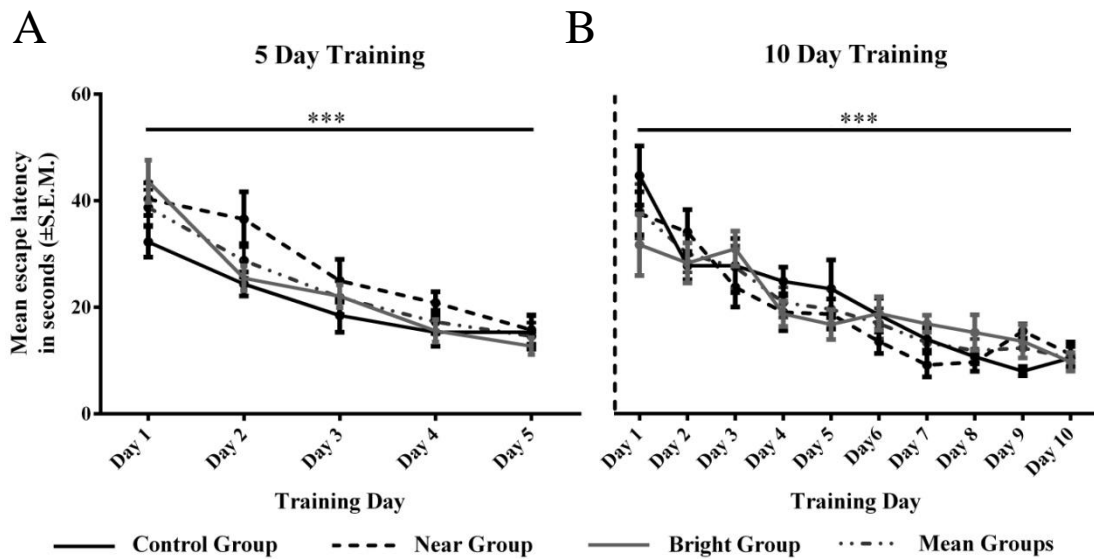 A
B
5 Day Training
10 Day Training
60
40
20
0
Mean escape latency
in seconds (±S.E.M.)
***
***
Day 1
Day 2
Day 3
Day 4
Day 5
Day 1
Day 2
Day 3
Day 4
Day 5
Day6
Day 7
Day 8
Day 9
Day 10
Training Day
Training Day
Control Group
Near Group
Bright Group
Mean Groups